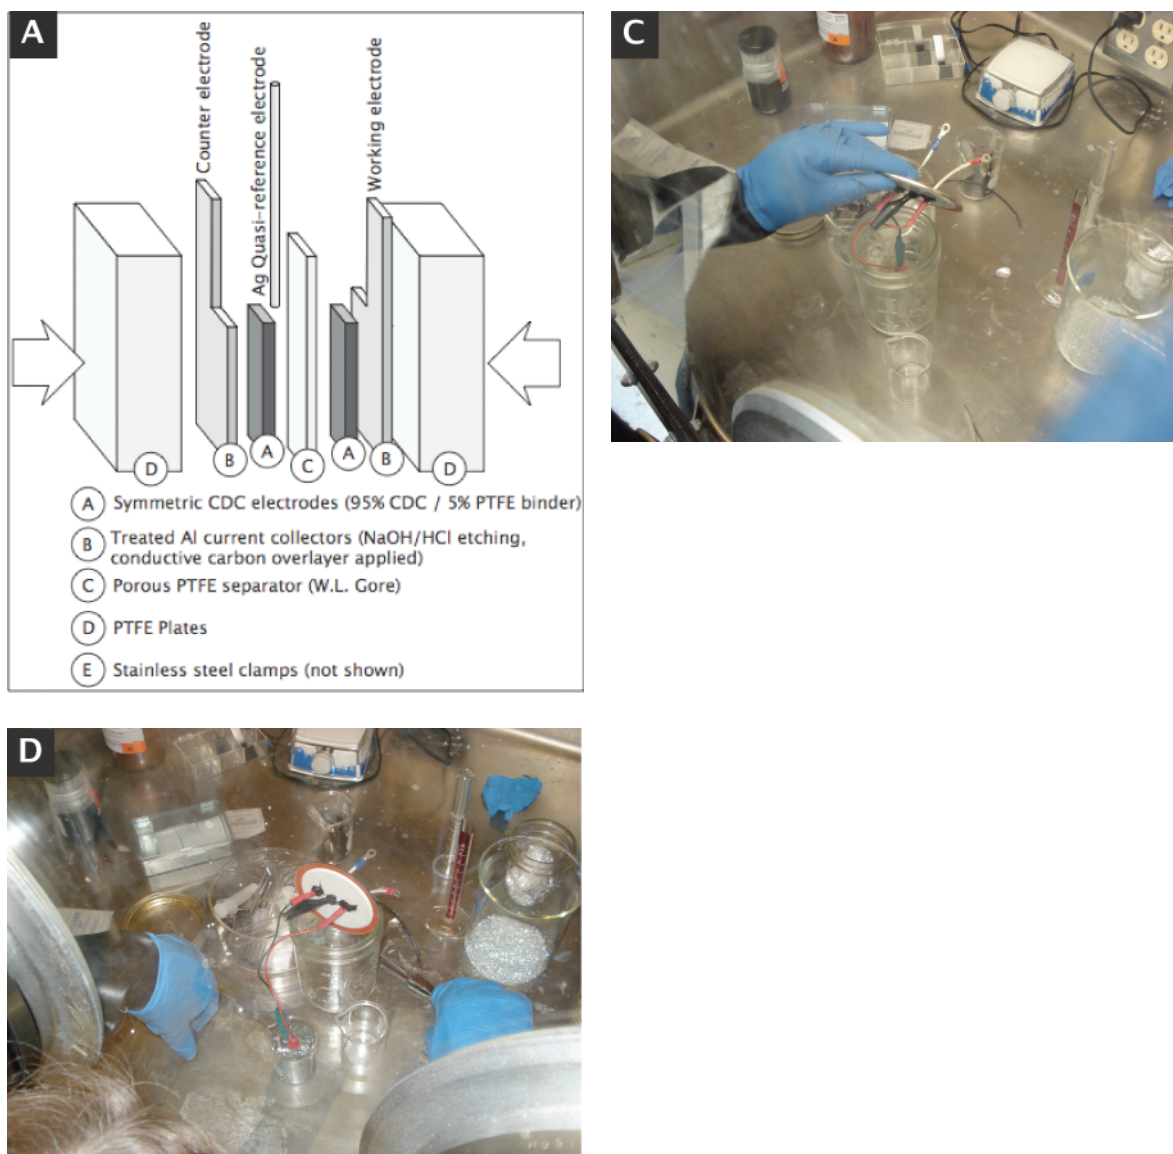 A
Counter electrode
Ag Quasi-reference electrode
Working electrode
D
B
A
C
A
B
D
A Symmetric CDC electrodes (95% CDC / 5% PTFE binder)
B Treated Al current collectors (NaOH/HCl etching,
conductive carbon overlayer applied)
C Porous PTFE separator (W.L. Gore)
D PTFE Plates
E Stainless steel clamps (not shown)
C
D